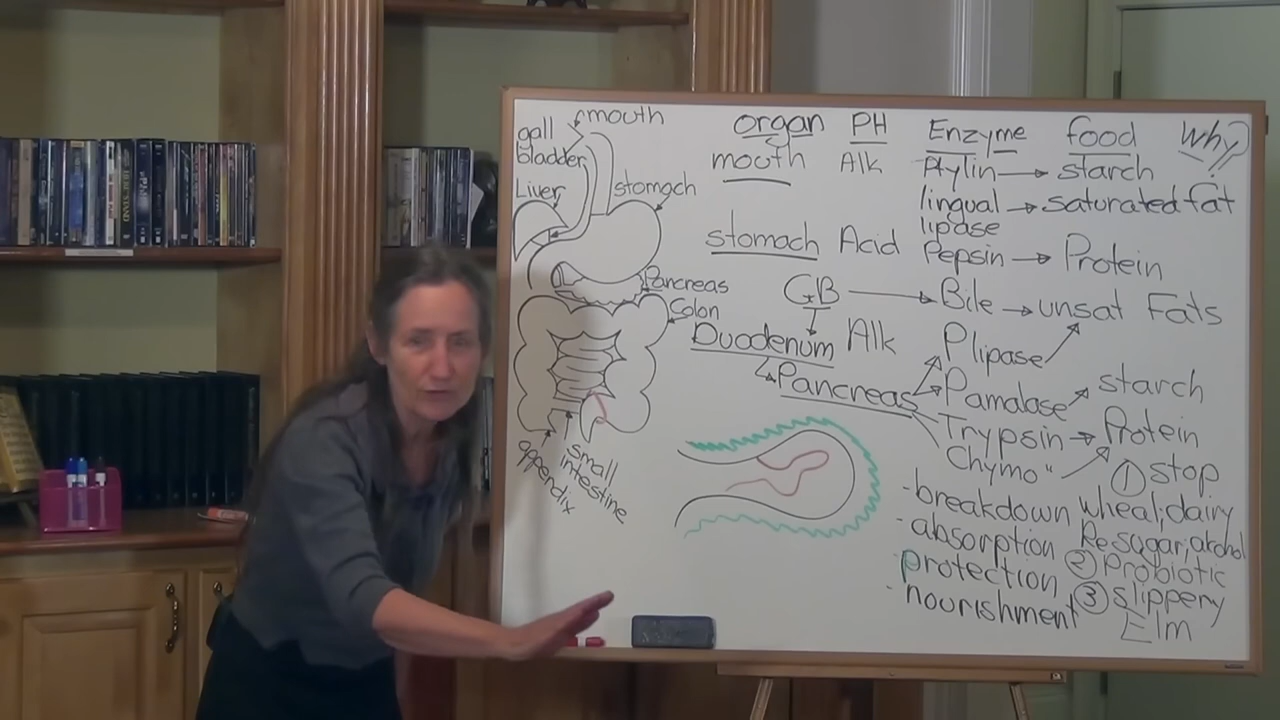 mouth
gall
bladder
Liver
stomach
Pancreas
Colon
appendix
small
intestine
organ PH Enzyme food Why?
mouth Alk Ptylin → starch
lingual → saturated fat
lipase
stomach Acid Pepsin → Protein
GB → Bile → unsat Fats
Duodenum Alk Plipase
Pancreas Pamalase starch
Trypsin → Protein
Chymo "
① stop
- breakdown wheat, dairy
- absorption Re sugar, alcohol
protection ② Probiotic
- nourishment ③ slippery
Elm